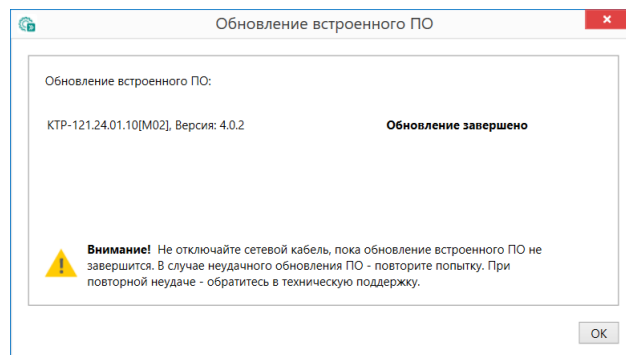 Обновление встроенного ПО
Обновление встроенного ПО:
КТР-121.24.01.10[M02], Версия: 4.0.2 Обновление завершено
Внимание! Не отключайте сетевой кабель, пока обновление встроенного ПО не
завершится. В случае неудачного обновления ПО - повторите попытку. При
повторной неудаче - обратитесь в техническую поддержку.
ОК